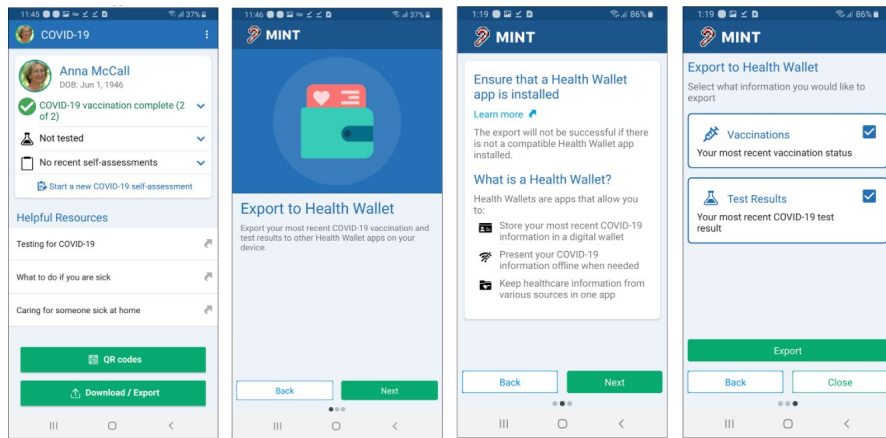 11:45
37%
COVID-19
Anna McCall
DOB: Jun 1, 1946
COVID-19 vaccination complete (2
of 2)
Not tested
No recent self-assessments
Start a new COVID-19 self-assessment
Helpful Resources
Testing for COVID-19
What to do if you are sick
Caring for someone sick at home
QR codes
Download / Export
11:46
37%
MINT
Export to Health Wallet
Export your most recent COVID-19 vaccination and
test results to other Health Wallet apps on your
device.
Back
Next
1:19
86%
MINT
Ensure that a Health Wallet
app is installed
Learn more
The export will not be successful if there
is not a compatible Health Wallet app
installed.
What is a Health Wallet?
Health Wallets are apps that allow you
to:
Store your most recent COVID-19
information in a digital wallet
Present your COVID-19
information offline when needed
Keep healthcare information from
various sources in one app
Back
Next
1:19
86%
MINT
Export to Health Wallet
Select what information you would like to
export
Vaccinations
Your most recent vaccination status
Test Results
Your most recent COVID-19 test
result
Export
Back
Close